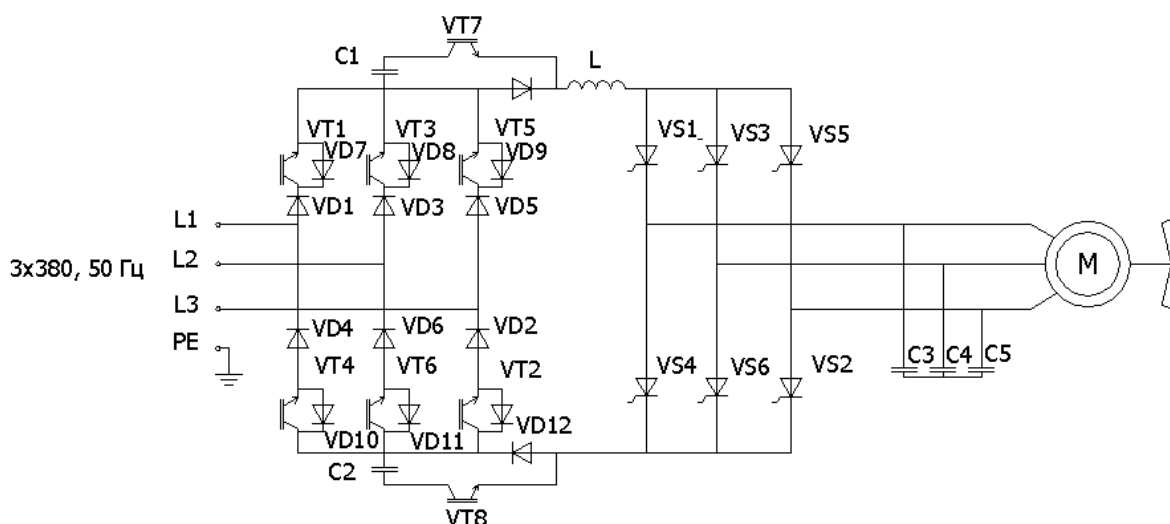 VT7
C1
L
VT1
VT3
VT5
VS1
VS3
VS5
VD7
VD8
VD9
VD1
VD3
VD5
L1
L2
3x380, 50 Гц
M
L3
VD4
VD6
VD2
PE
VT4
VT6
VT2
VS4
VS6
VS2
C3
C4
C5
VD10
VD11
VD12
C2
VT8